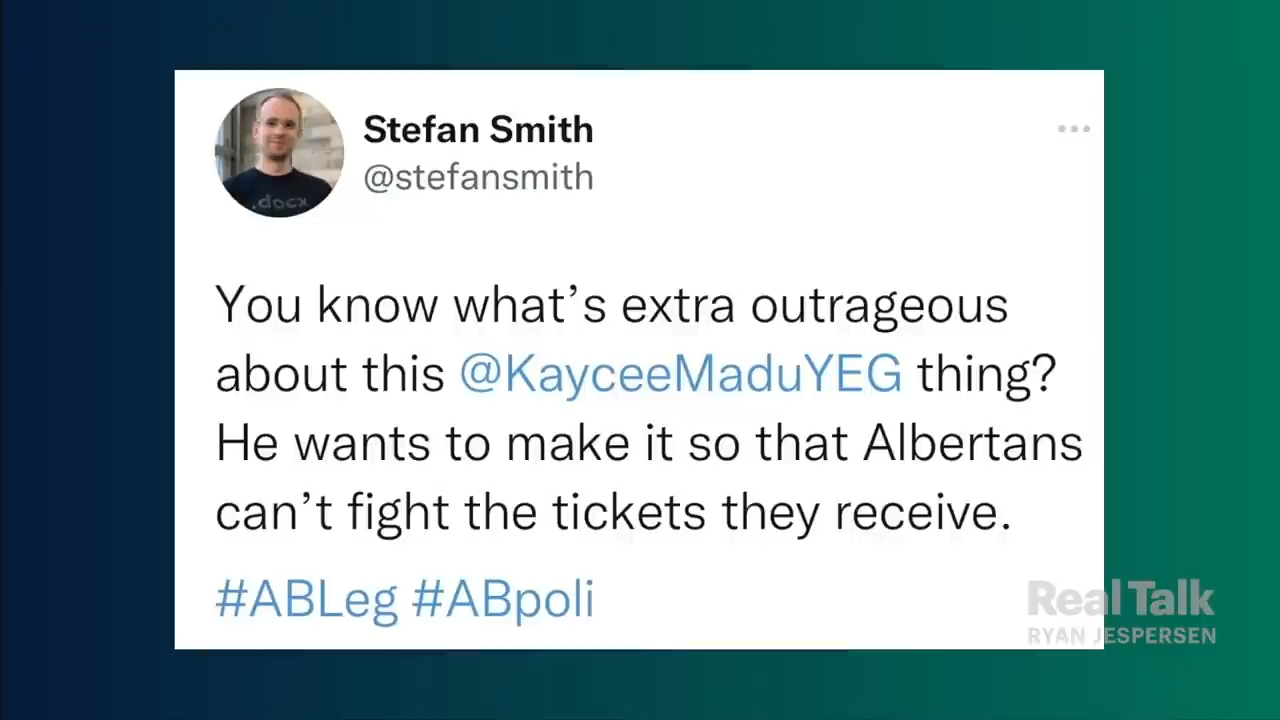 Stefan Smith
@stefansmith
.docx
You know what’s extra outrageous
about this @KayceeMaduYEG thing?
He wants to make it so that Albertans
can’t fight the tickets they receive.
#ABLeg #ABpoli
Real Talk
RYAN JESPERSEN